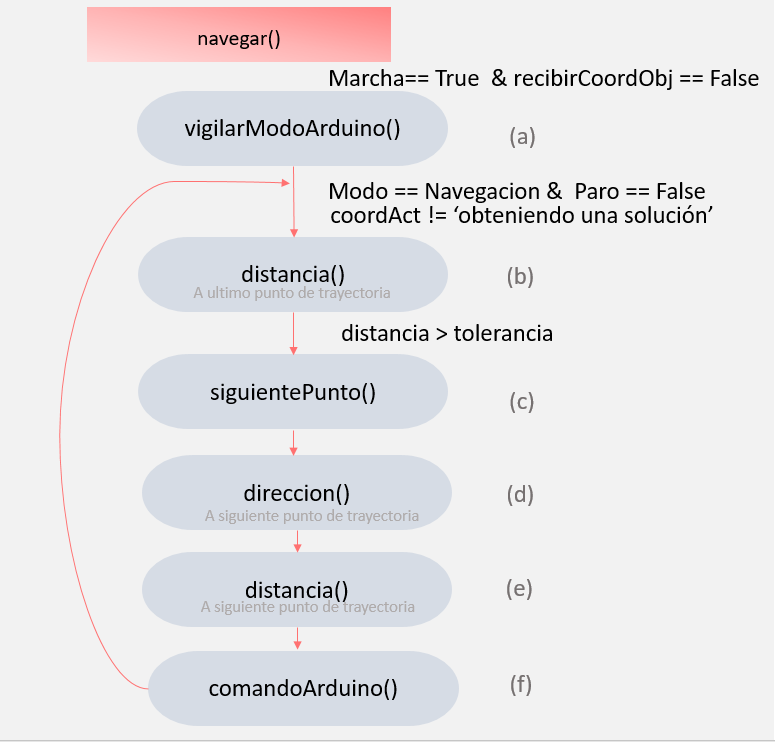 navegar()
Marcha== True & recibirCoordObj == False
vigilarModoArduino()
(a)
Modo == Navegacion & Paro == False
coordAct != ‘obteniendo una solución’
distancia()
A ultimo punto de trayectoria
(b)
distancia > tolerancia
siguientePunto()
(c)
direccion()
A siguiente punto de trayectoria
(d)
distancia()
A siguiente punto de trayectoria
(e)
comandoArduino()
(f)